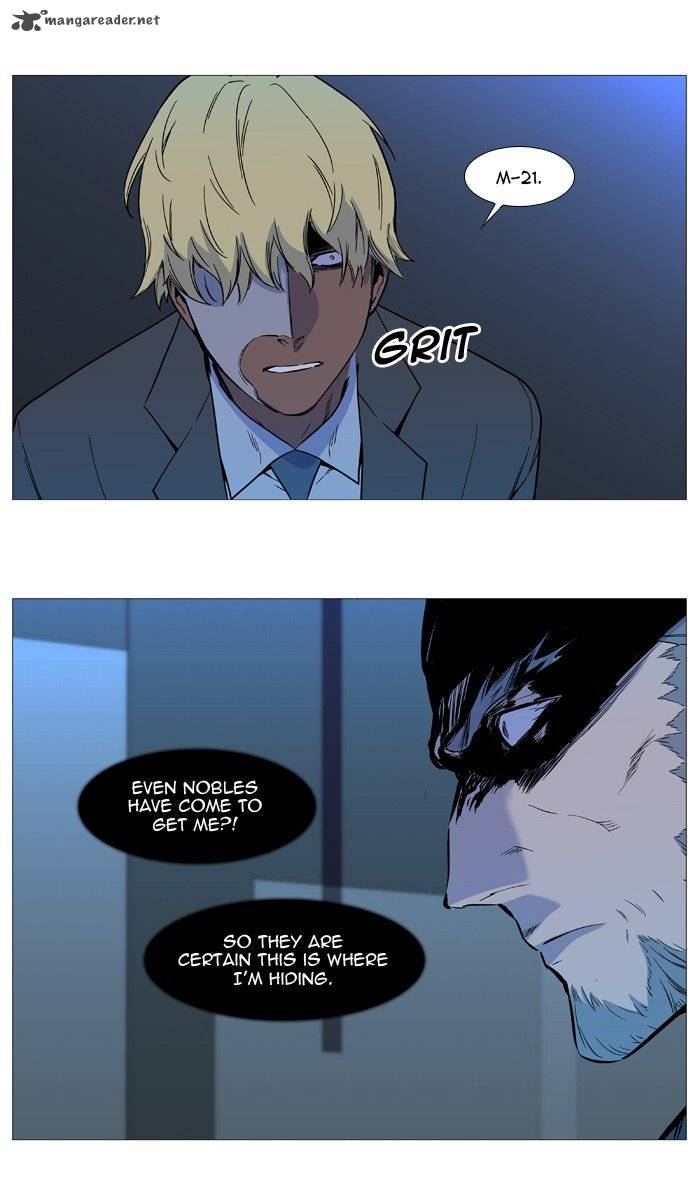 mangareader.net
M-21.
GRIT
EVEN NOBLES
HAVE COME TO
GET ME?!
SO THEY ARE
CERTAIN THIS IS WHERE
I'M HIDING.